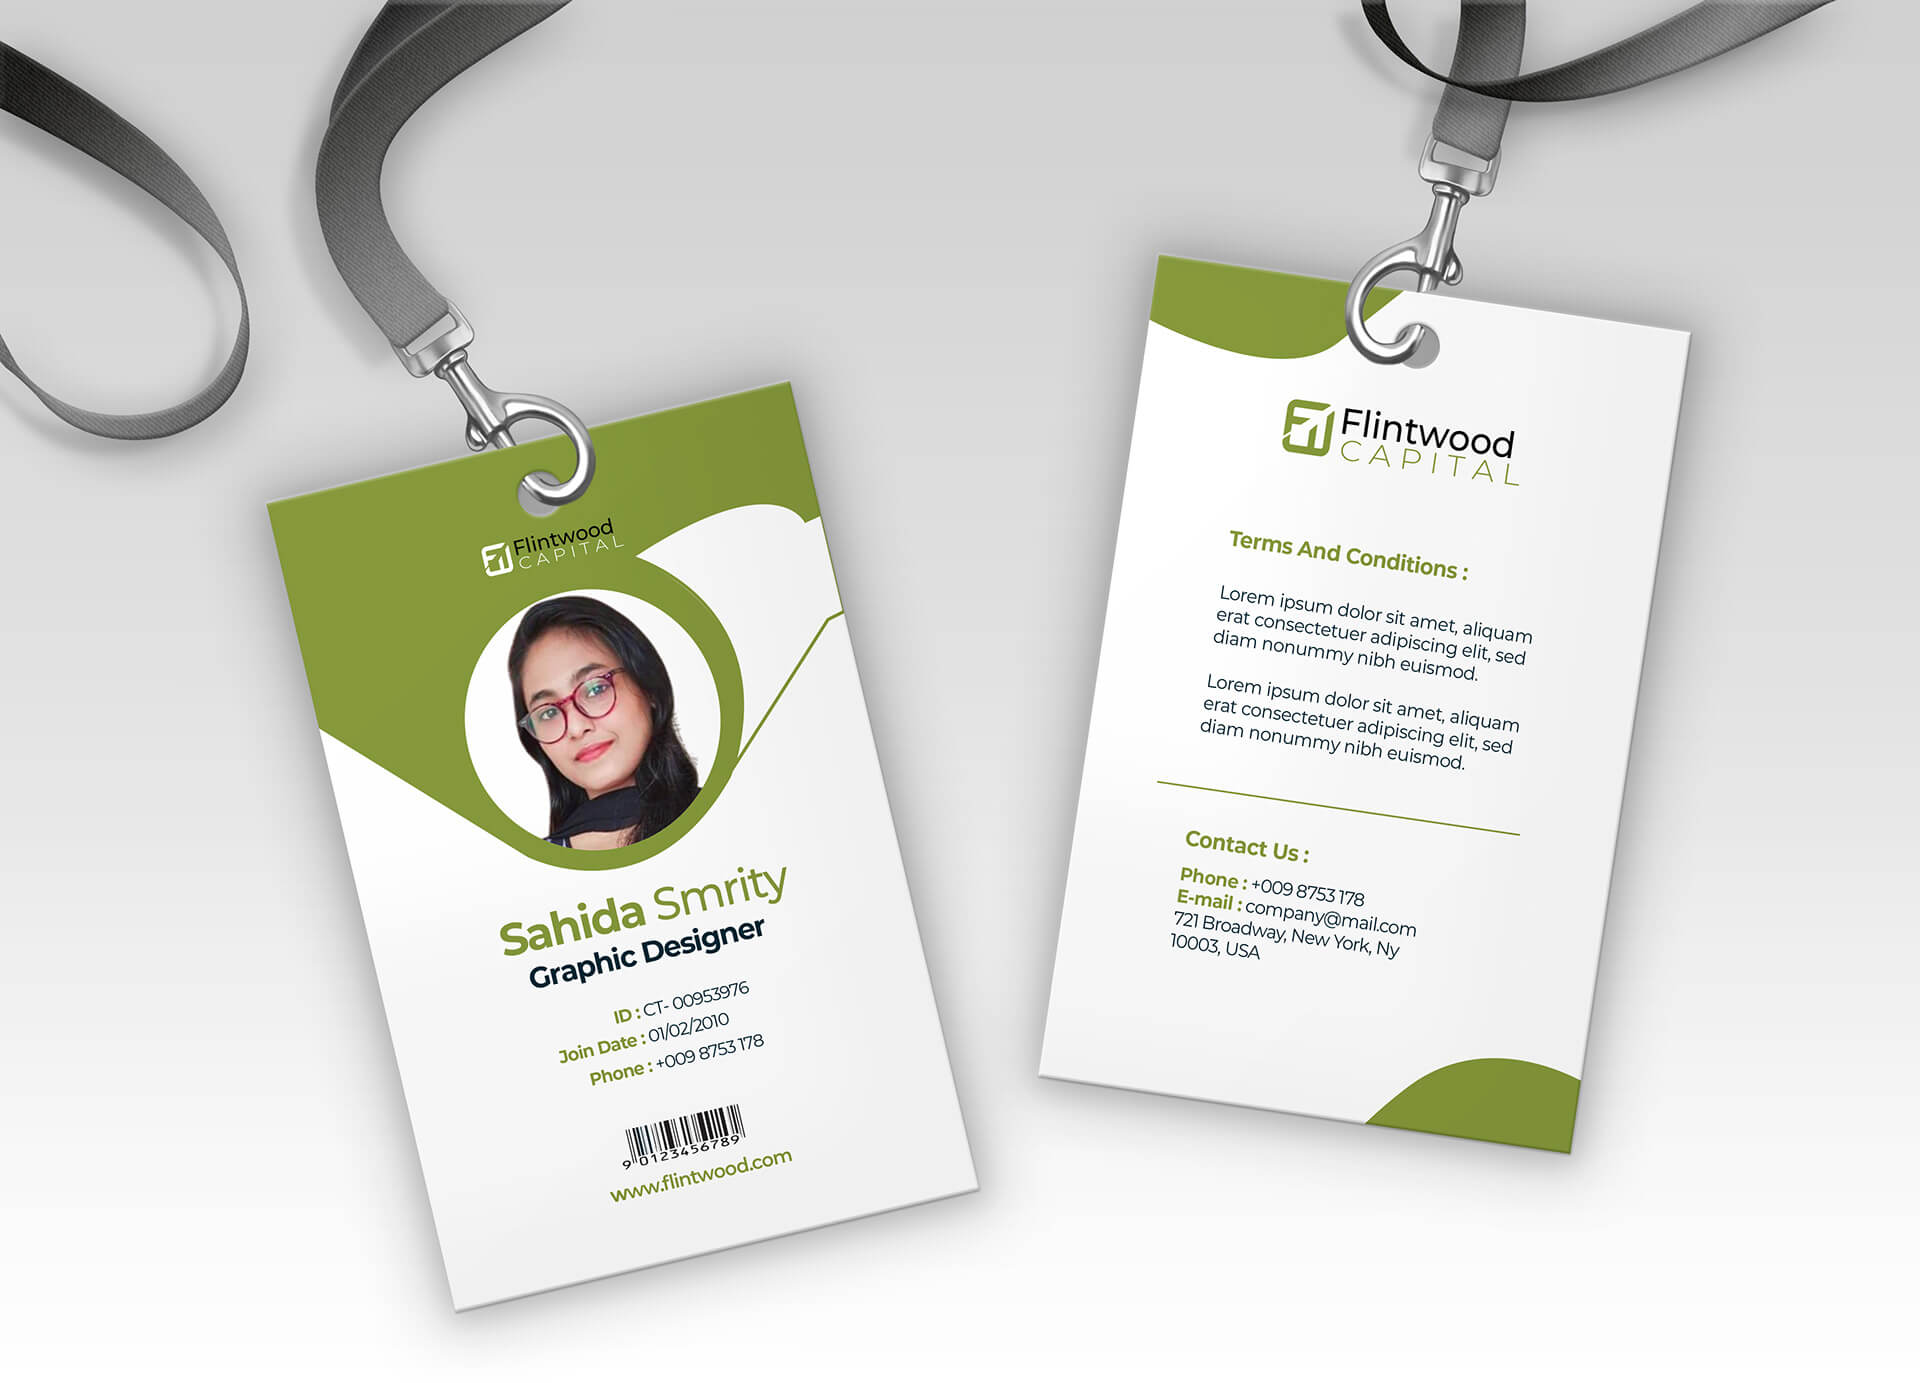 Flintwood
CAPITAL
Sahida Smrity
Graphic Designer
ID : CT- 00953976
Join Date : 01/02/2010
Phone : +009 8753 178
9 0123456789
www.flintwood.com
Flintwood
CAPITAL
Terms And Conditions :
Lorem ipsum dolor sit amet, aliquam
erat consectetuer adipiscing elit, sed
diam nonummy nibh euismod.
Lorem ipsum dolor sit amet, aliquam
erat consectetuer adipiscing elit, sed
diam nonummy nibh euismod.
Contact Us :
Phone : +009 8753 178
E-mail : company@mail.com
721 Broadway, New York, Ny
10003, USA